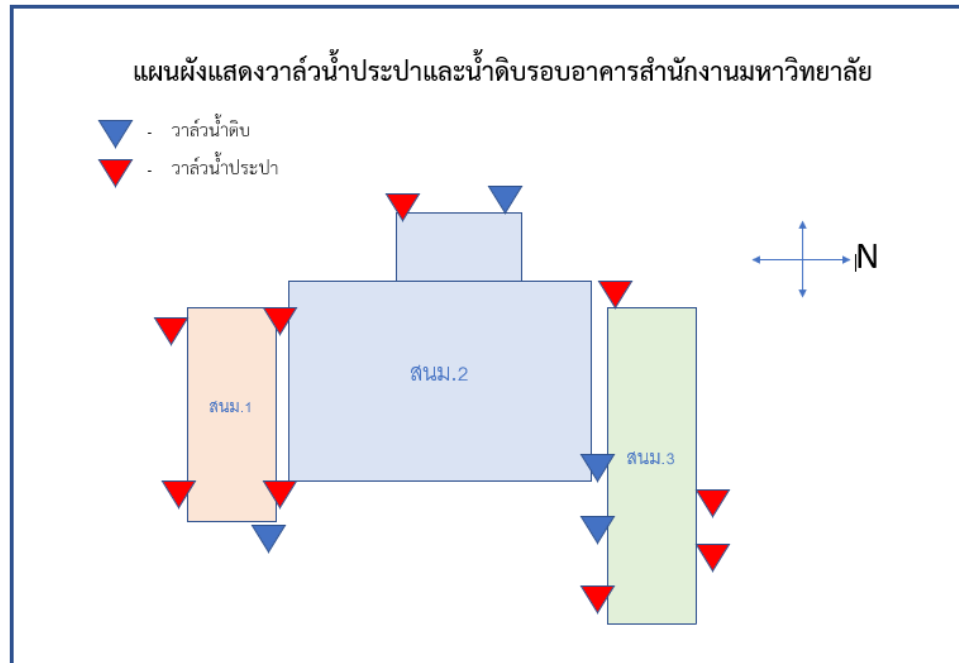 แผนผังแสดงวาล์วน้ำประปาและน้ำดิบรอบอาคารสำนักงานมหาวิทยาลัย
- วาล์วน้ำดิบ
- วาล์วน้ำประปา
N
สนม.2
สนม.1
สนม.3